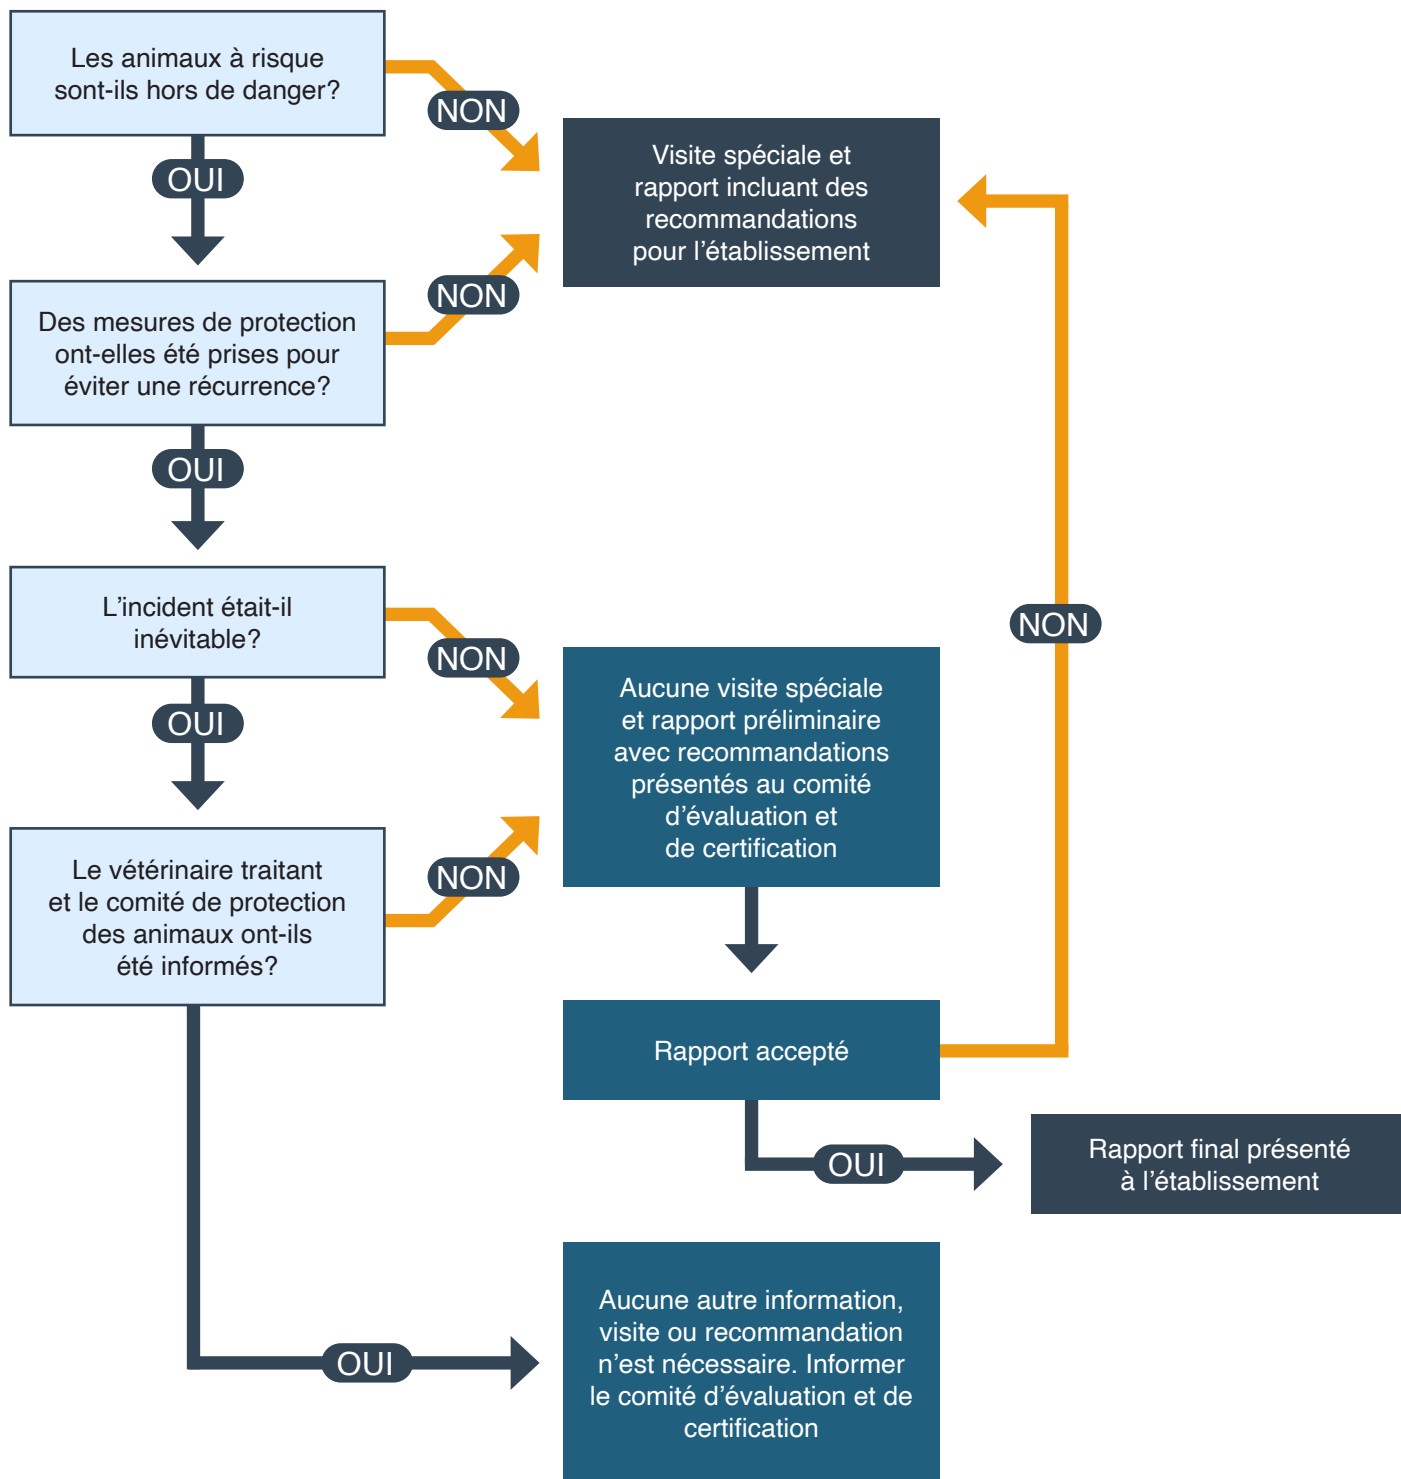 Les animaux à risque
sont-ils hors de danger?
NON
OUI
Visite spéciale et
rapport incluant des
recommandations
pour l’établissement
Des mesures de protection
ont-elles été prises pour
éviter une récurrence?
NON
OUI
L’incident était-il
inévitable?
NON
OUI
NON
Aucune visite spéciale
et rapport préliminaire
avec recommandations
présentés au comité
d’évaluation et
de certification
Le vétérinaire traitant
et le comité de protection
des animaux ont-ils
été informés?
NON
Rapport accepté
OUI
Rapport final présenté
à l’établissement
OUI
Aucune autre information,
visite ou recommandation
n’est nécessaire. Informer
le comité d’évaluation et de
certification